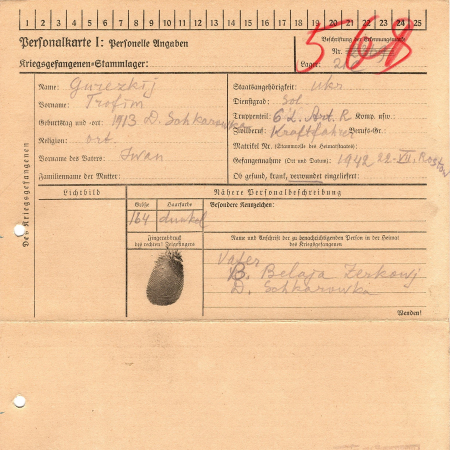 1 2 3 4 5 6 7 8 9 10 11 12 13 14 15 16 17 18 19 20 21 22 23 24 25
Personalkarte I: Personelle Angaben
Beschriftung der Erkennungsmarke
Nr.
568
Kriegsgefangenen-Stammlager:
Lager:
Des Kriegsgefangenen
Name: Gurezkij
Vorname: Trofim
Geburtstag und -ort: 1913 D. Schkarowka
Religion: ort.
Vorname des Vaters: Iwan
Familienname der Mutter:
Staatsangehörigkeit: ukr
Dienstgrad: Sol.
Truppenteil: 62. Art. R Komp. usw.:
Zivilberuf: Kraftfahrer Berufs-Gr.:
Matrikel Nr. (Stammrolle des Heimatstaates):
Gefangennahme (Ort und Datum): 1942 22-VII. Rostow
Ob gesund, krank, verwundet eingeliefert:
Lichtbild
Nähere Personalbeschreibung
Größe
Haarfarbe
164
dunkel
Besondere Kennzeichen:
Fingerabdruck
des rechten! Zeigefingers
Name und Anschrift der zu benachrichtigenden Person in der Heimat
des Kriegsgefangenen
Vater
B. Belaja Zerkowj
D. Schkarowka